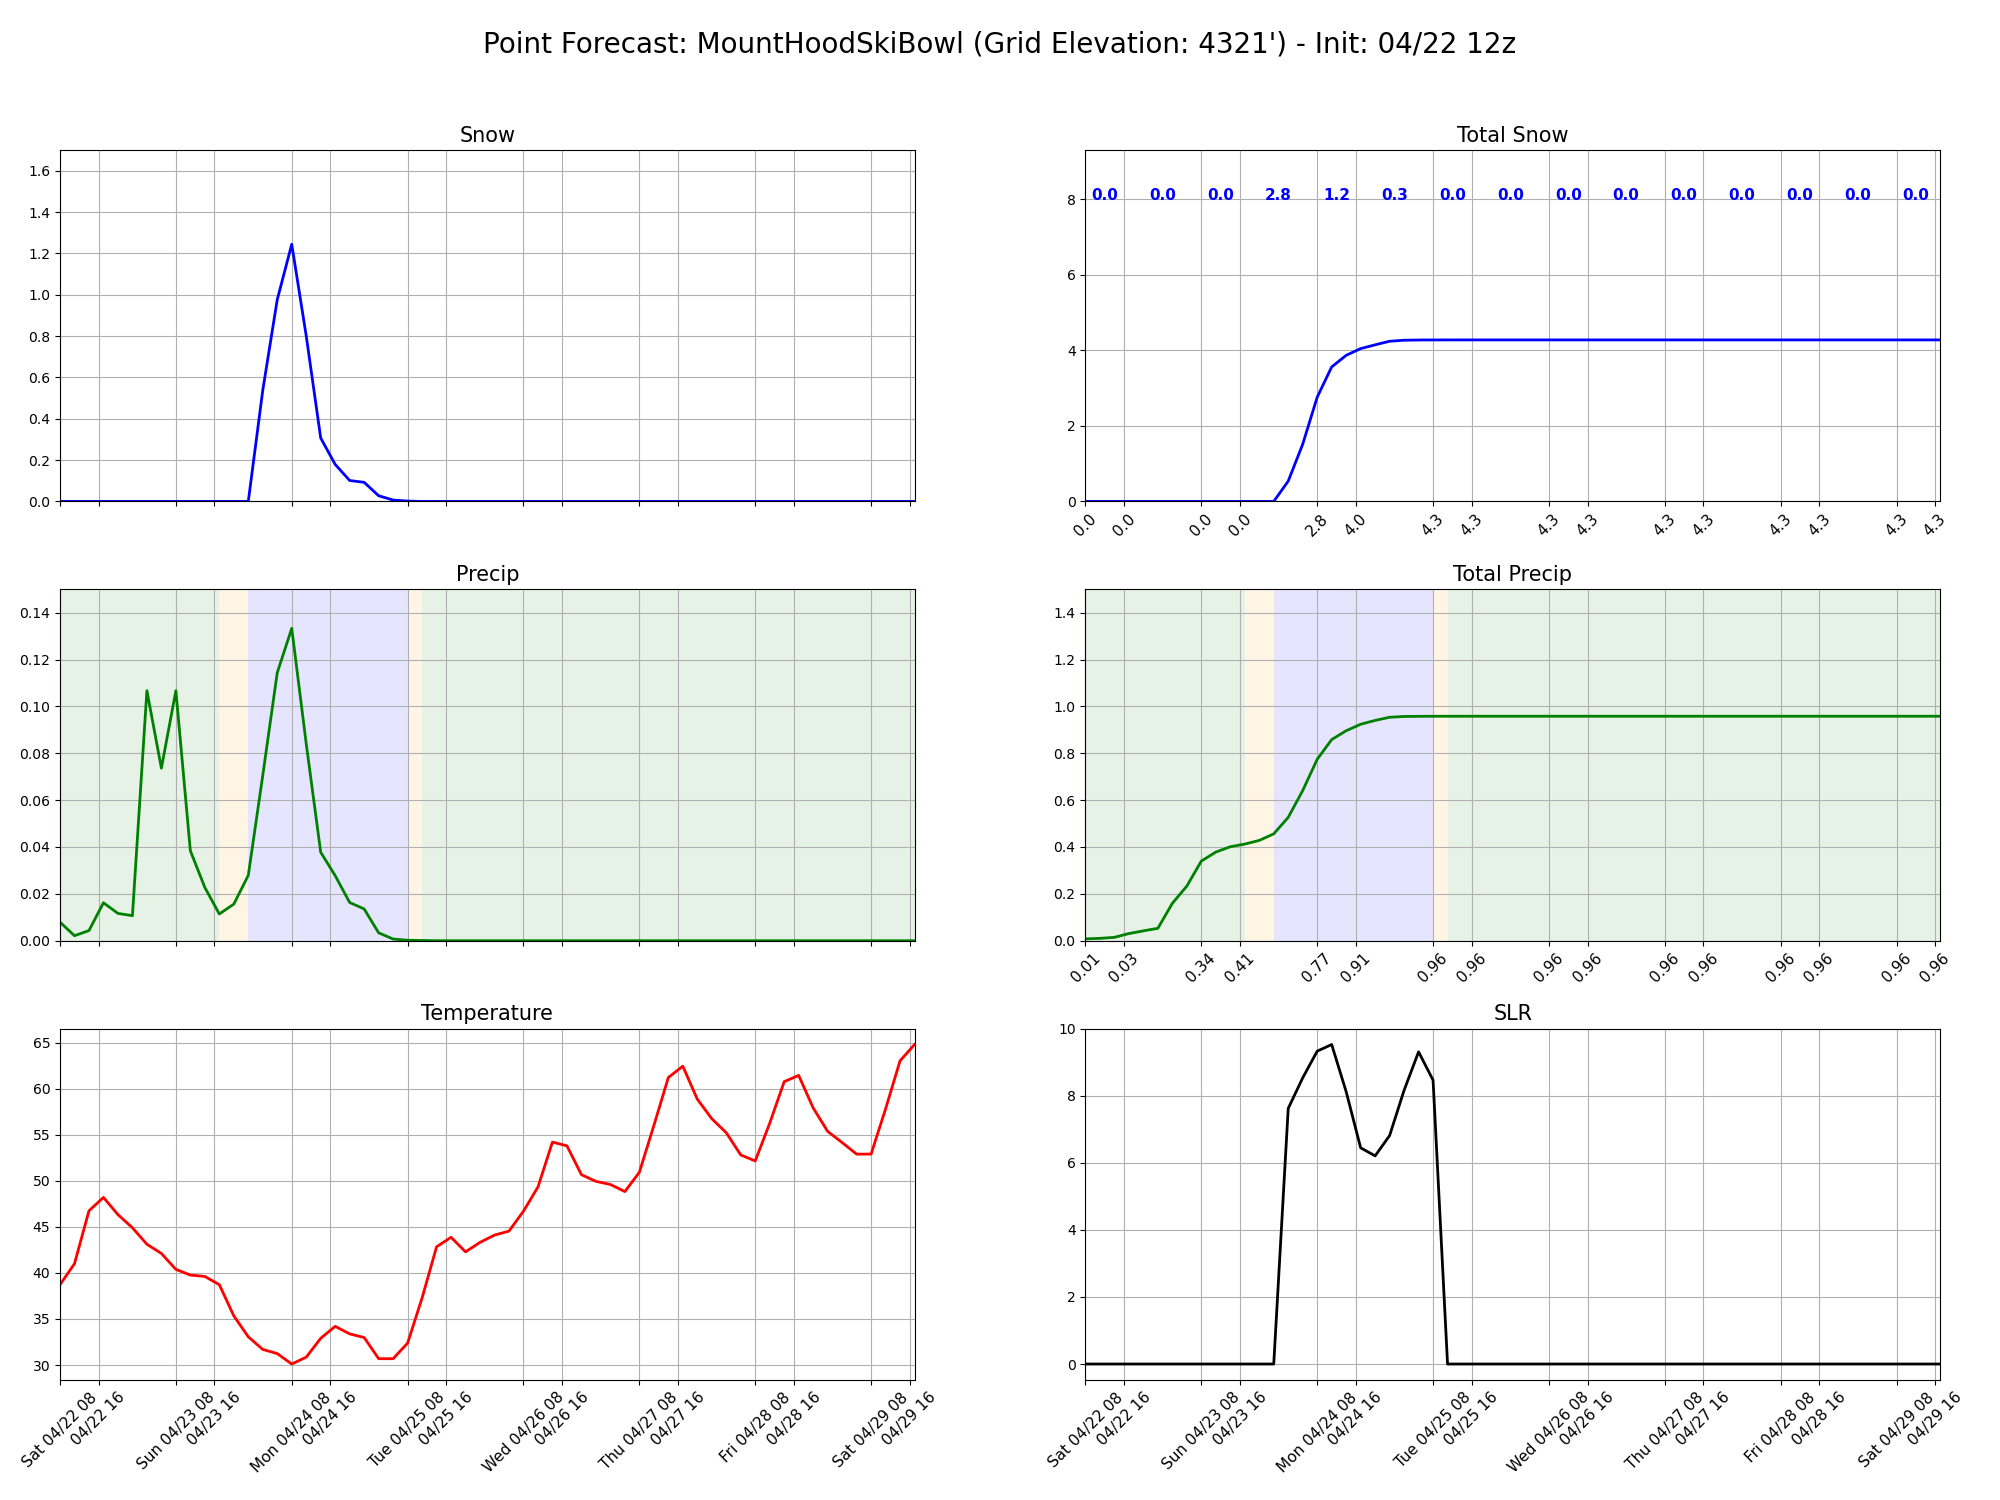 Point Forecast: MountHoodSkiBowl (Grid Elevation: 4321') - Init: 04/22 12z
Snow
1.6
1.4
1.2
1.0
0.8
0.6
0.4
0.2
0.0
Total Snow
0.0 0.0 0.0 2.8 1.2 0.3 0.0 0.0 0.0 0.0 0.0 0.0 0.0 0.0 0.0
8
6
4
2
0
0.0 0.0 0.0 0.0 2.8 4.0 4.3 4.3 4.3 4.3 4.3 4.3 4.3 4.3 4.3 4.3
Precip
0.14
0.12
0.10
0.08
0.06
0.04
0.02
0.00
Total Precip
1.4
1.2
1.0
0.8
0.6
0.4
0.2
0.0
0.01 0.03 0.34 0.41 0.77 0.91 0.96 0.96 0.96 0.96 0.96 0.96 0.96 0.96 0.96 0.96
Temperature
65
60
55
50
45
40
35
30
Sat 04/22 08
04/22 16
Sun 04/23 08
04/23 16
Mon 04/24 08
04/24 16
Tue 04/25 08
04/25 16
Wed 04/26 08
04/26 16
Thu 04/27 08
04/27 16
Fri 04/28 08
04/28 16
Sat 04/29 08
04/29 16
SLR
10
8
6
4
2
0
Sat 04/22 08
04/22 16
Sun 04/23 08
04/23 16
Mon 04/24 08
04/24 16
Tue 04/25 08
04/25 16
Wed 04/26 08
04/26 16
Thu 04/27 08
04/27 16
Fri 04/28 08
04/28 16
Sat 04/29 08
04/29 16